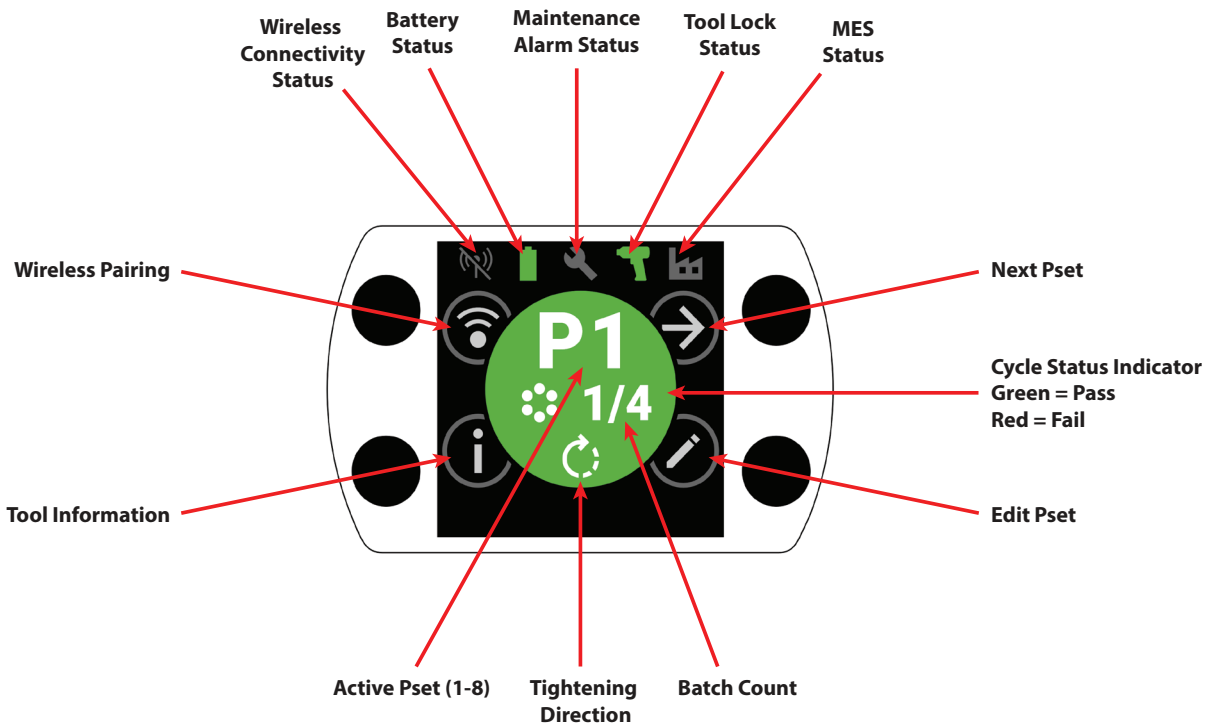 Wireless
Connectivity
Status
Battery
Status
Maintenance
Alarm Status
Tool Lock
Status
MES
Status
Wireless Pairing
Next Pset
P1
1/4
Cycle Status Indicator
Green = Pass
Red = Fail
i
Tool Information
Edit Pset
Active Pset (1-8)
Tightening
Direction
Batch Count